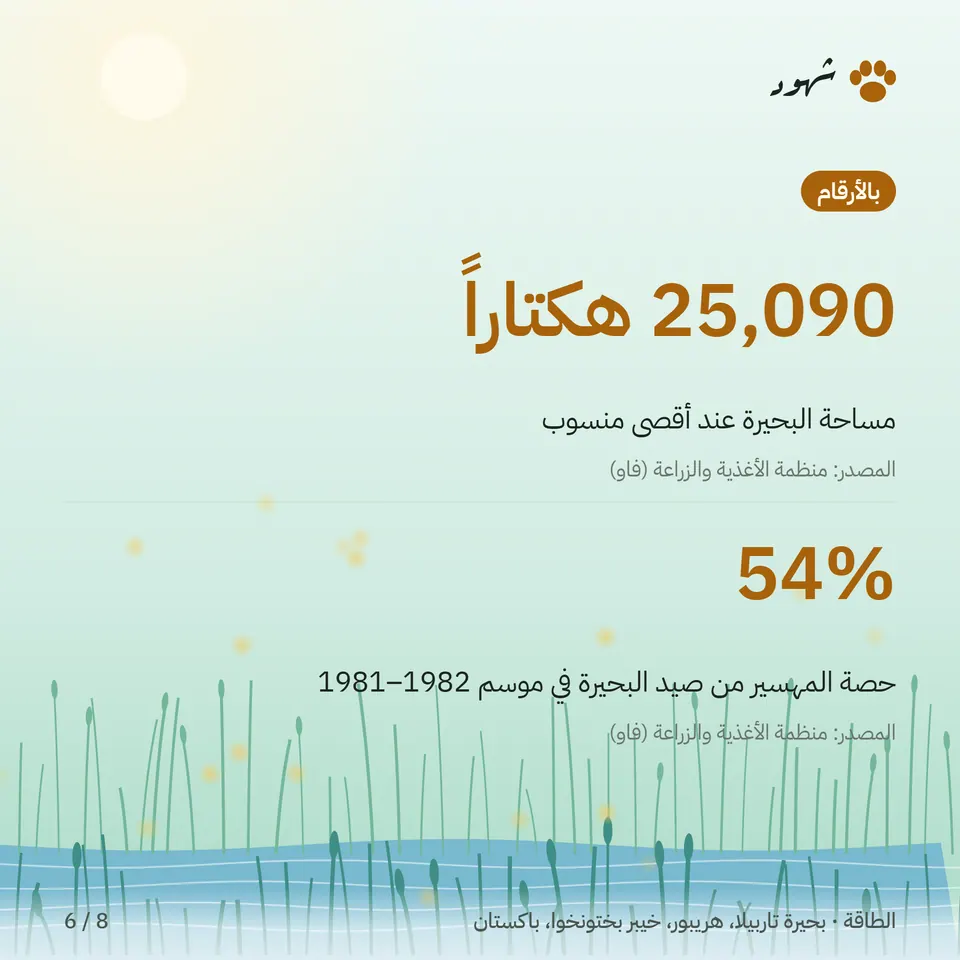 شہود
بالأرقام
25,090 هكتاراً
مساحة البحيرة عند أقصى منسوب
المصدر: منظمة الأغذية والزراعة (فاو)
54%
حصة المهسير من صيد البحيرة في موسم 1981–1982
المصدر: منظمة الأغذية والزراعة (فاو)
الطاقة · بحيرة تاربيلا، هريبور، خيبر بختونخوا، باكستان
6 / 8